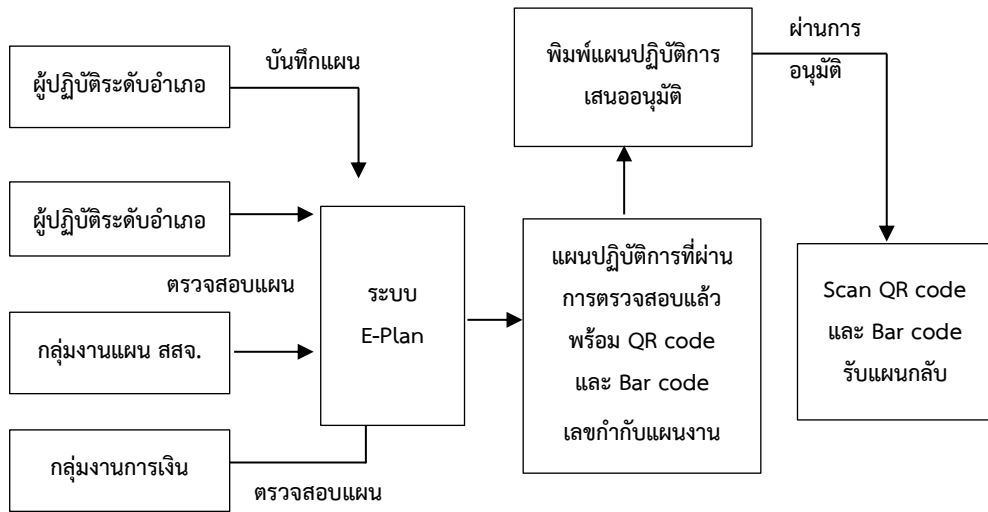 ผู้ปฏิบัติระดับอำเภอ
บันทึกแผน
ผู้ปฏิบัติระดับอำเภอ
ตรวจสอบแผน
กลุ่มงานแผน สสจ.
กลุ่มงานการเงิน
ตรวจสอบแผน
ระบบ
E-Plan
แผนปฏิบัติการที่ผ่าน
การตรวจสอบแล้ว
พร้อม QR code
และ Bar code
เลขกำกับแผนงาน
พิมพ์แผนปฏิบัติการ
เสนออนุมัติ
ผ่านการ
อนุมัติ
Scan QR code
และ Bar code
รับแผนกลับ